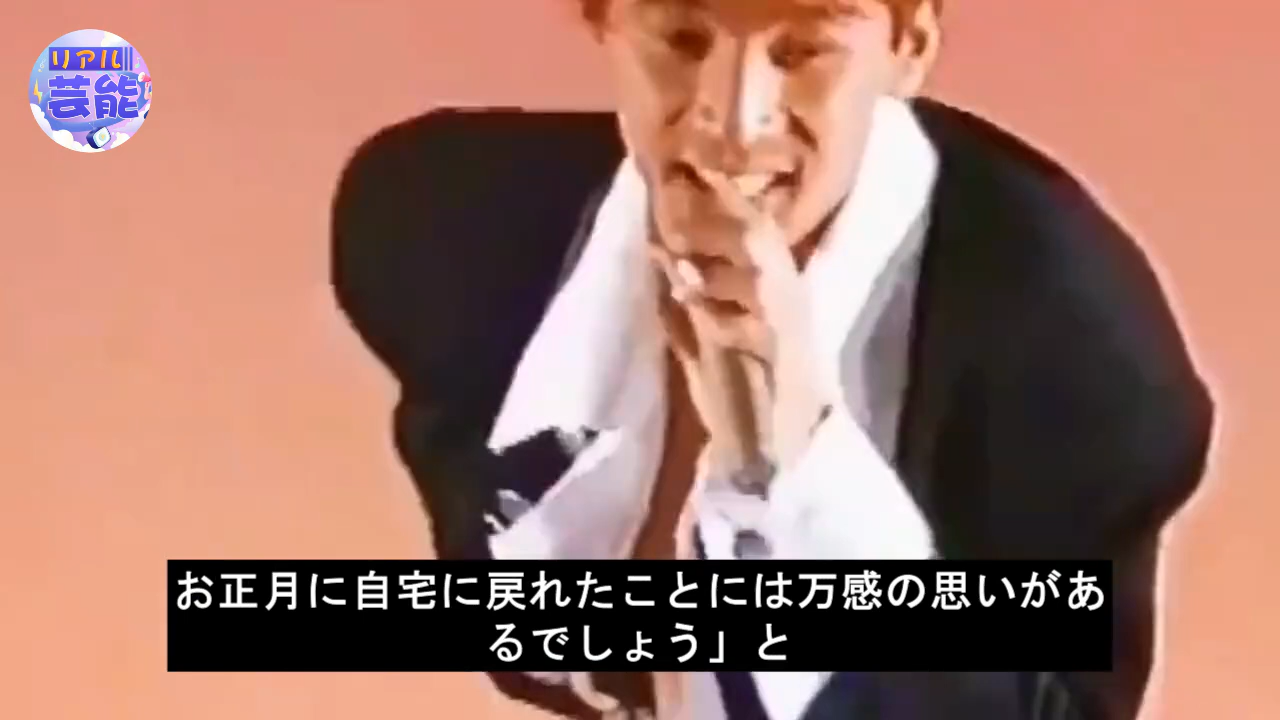 リアル
芸能
お正月に自宅に戻れたことには万感の思いがあ
るでしょう」と